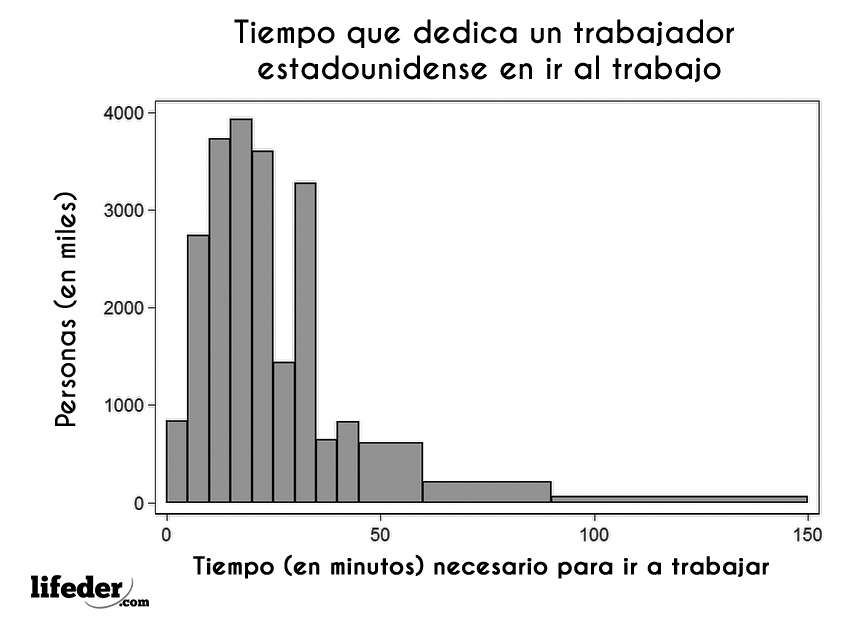 Tiempo que dedica un trabajador
estadounidense en ir al trabajo
Personas (en miles)
4000
3000
2000
1000
0
0 50 100 150
Tiempo (en minutos) necesario para ir a trabajar
lifeder.com